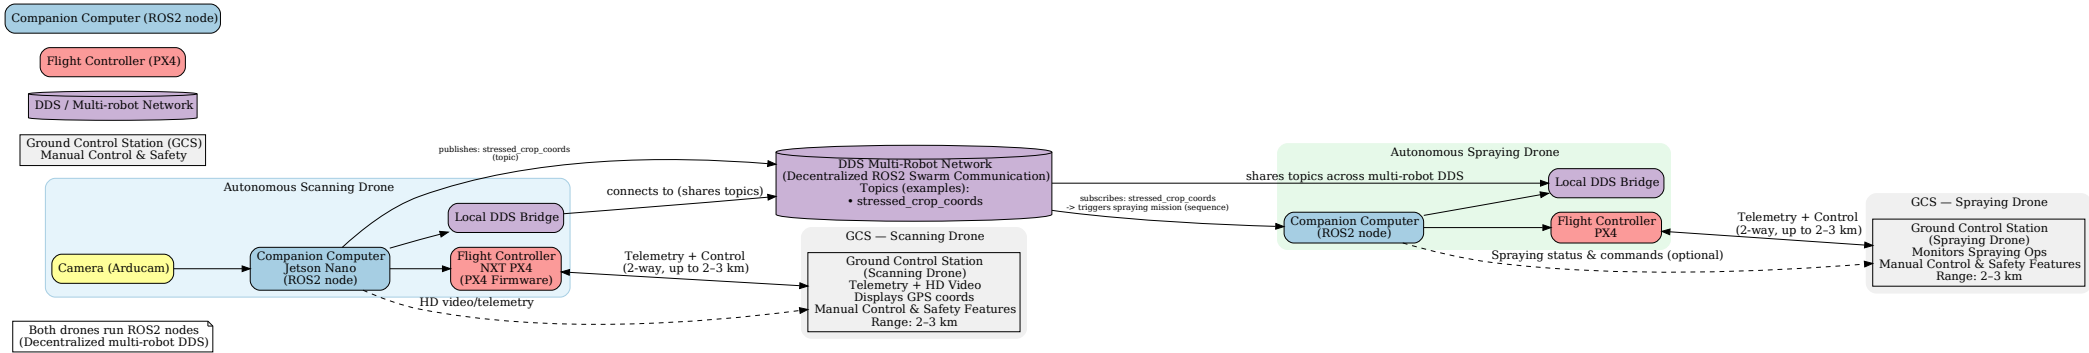 Companion Computer (ROS2 node)
Flight Controller (PX4)
DDS / Multi-robot Network
Ground Control Station (GCS)
Manual Control & Safety
Autonomous Scanning Drone
Camera (Arducam)
Companion Computer
Jetson Nano
(ROS2 node)
Local DDS Bridge
Flight Controller
NXT PX4
(PX4 Firmware)
publishes: stressed_crop_coords
(topic)
connects to (shares topics)
Telemetry + Control
(2-way, up to 2–3 km)
HD video/telemetry
DDS Multi-Robot Network
(Decentralized ROS2 Swarm Communication)
Topics (examples):
• stressed_crop_coords
GCS — Scanning Drone
Ground Control Station
(Scanning Drone)
Telemetry + HD Video
Displays GPS coords
Manual Control & Safety Features
Range: 2–3 km
shares topics across multi-robot DDS
subscribes: stressed_crop_coords
-> triggers spraying mission (sequence)
Autonomous Spraying Drone
Local DDS Bridge
Companion Computer
(ROS2 node)
Flight Controller
PX4
Telemetry + Control
(2-way, up to 2–3 km)
Spraying status & commands (optional)
GCS — Spraying Drone
Ground Control Station
(Spraying Drone)
Monitors Spraying Ops
Manual Control & Safety Features
Range: 2–3 km
Both drones run ROS2 nodes
(Decentralized multi-robot DDS)